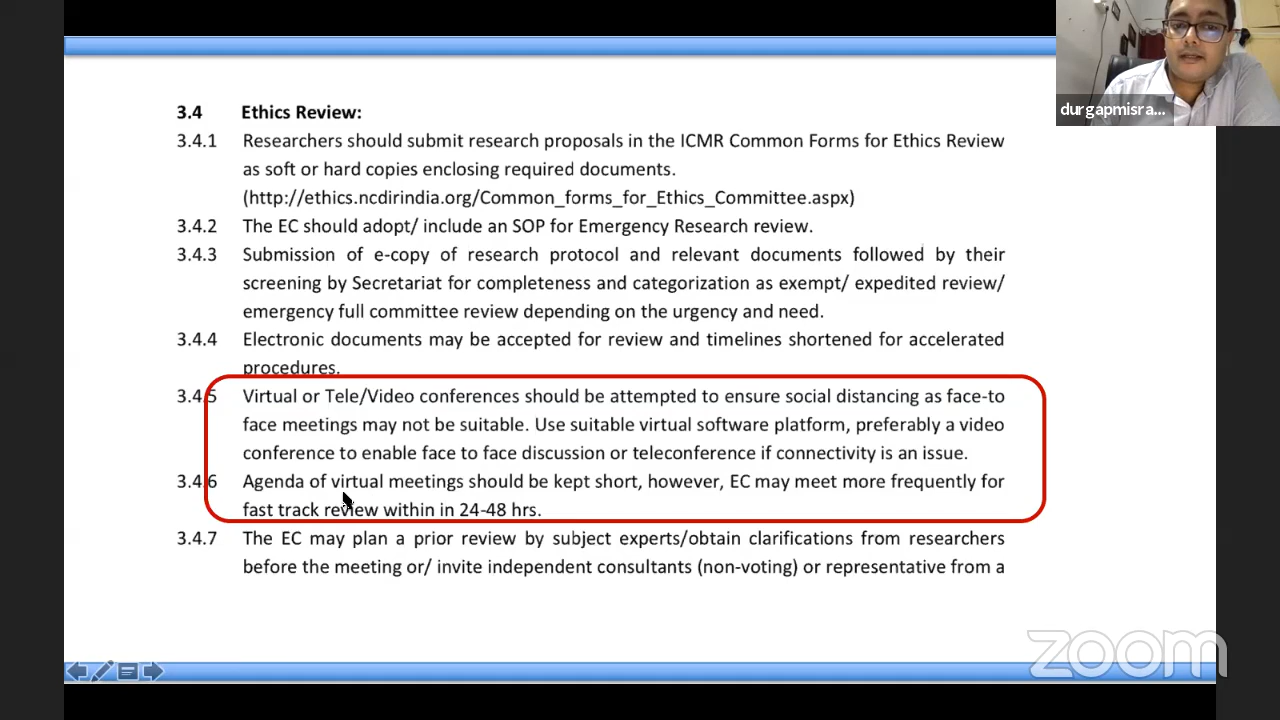 durgapmisra...
3.4 Ethics Review:
3.4.1 Researchers should submit research proposals in the ICMR Common Forms for Ethics Review
as soft or hard copies enclosing required documents.
(http://ethics.ncdirindia.org/Common_forms_for_Ethics_Committee.aspx)
3.4.2 The EC should adopt/ include an SOP for Emergency Research review.
3.4.3 Submission of e-copy of research protocol and relevant documents followed by their
screening by Secretariat for completeness and categorization as exempt/ expedited review/
emergency full committee review depending on the urgency and need.
3.4.4 Electronic documents may be accepted for review and timelines shortened for accelerated
procedures.
3.4.5 Virtual or Tele/Video conferences should be attempted to ensure social distancing as face-to
face meetings may not be suitable. Use suitable virtual software platform, preferably a video
conference to enable face to face discussion or teleconference if connectivity is an issue.
3.4.6 Agenda of virtual meetings should be kept short, however, EC may meet more frequently for
fast track review within in 24-48 hrs.
3.4.7 The EC may plan a prior review by subject experts/obtain clarifications from researchers
before the meeting or/ invite independent consultants (non-voting) or representative from a
zoom